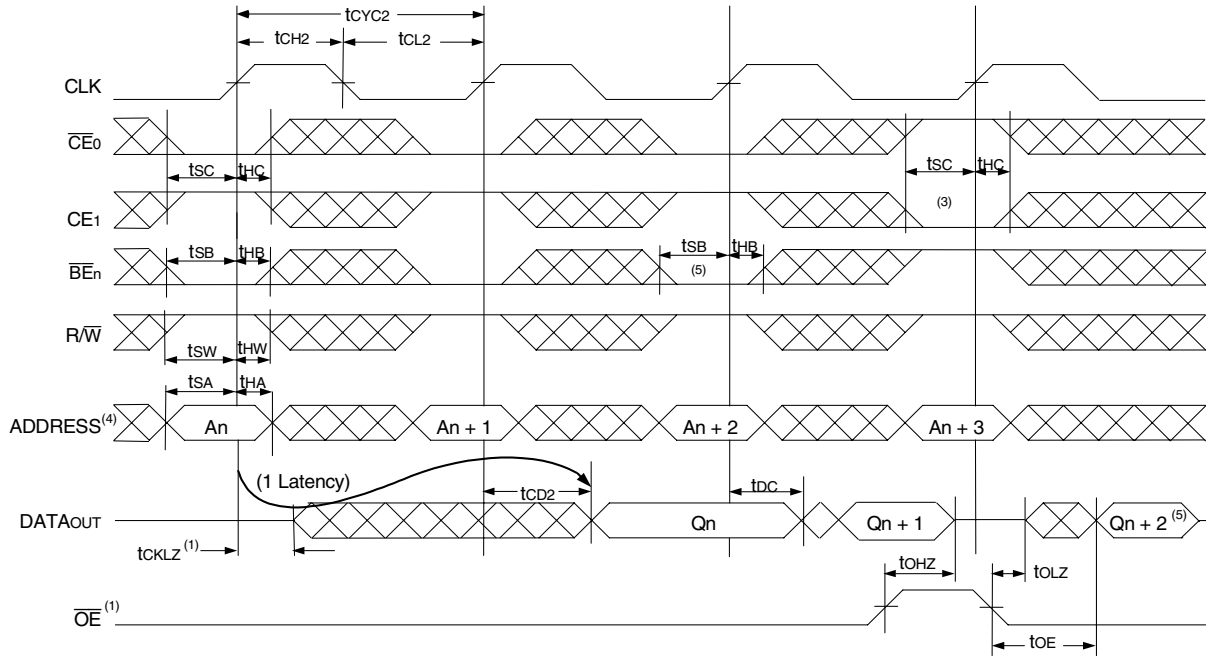 tCYC2
tCH2 tCL2
CLK
CE0
tSC tHC tSC tHC
(3)
CE1
tSB tHB tSB tHB
(5)
BEn
R/W
tSW tHW
tSA tHA
ADDRESS(4) An An + 1 An + 2 An + 3
(1 Latency) tCD2 tDC
DATAOUT Qn Qn + 1 Qn + 2 (5)
tCKLZ (1)
tOHZ tOLZ
OE (1)
tOE